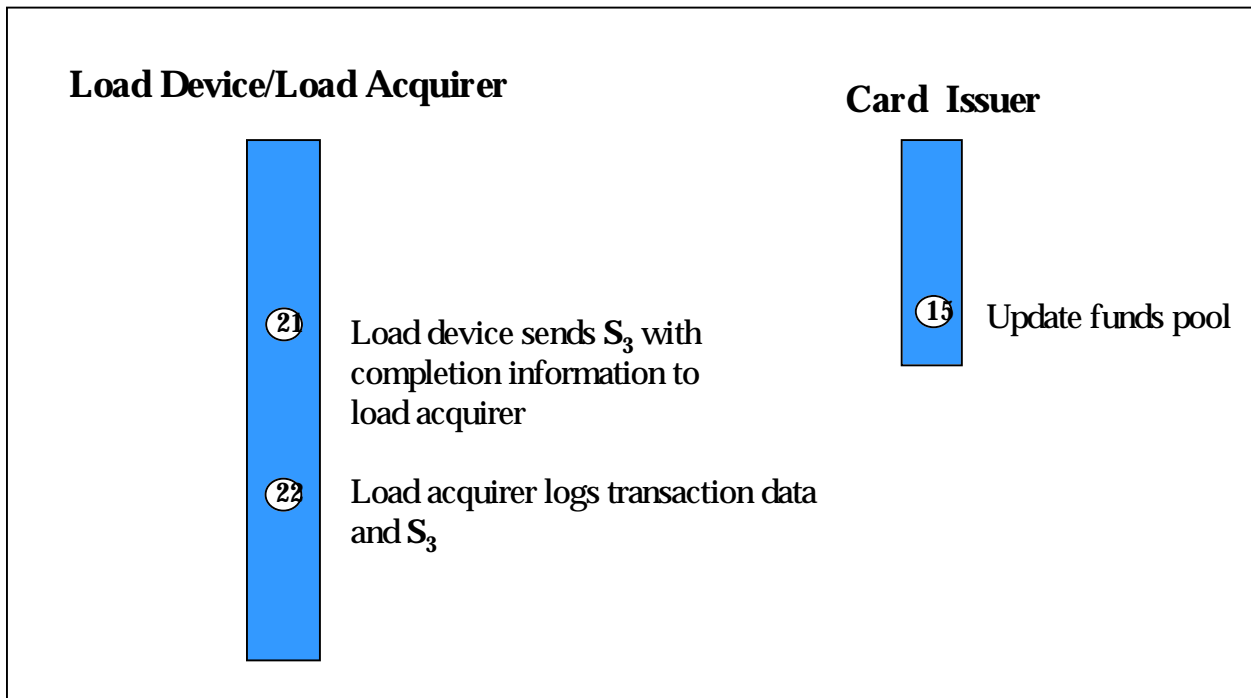 Load Device/Load Acquirer
Card Issuer
21
Load device sends S₃ with
completion information to
load acquirer
22
Load acquirer logs transaction data
and S₃
15
Update funds pool